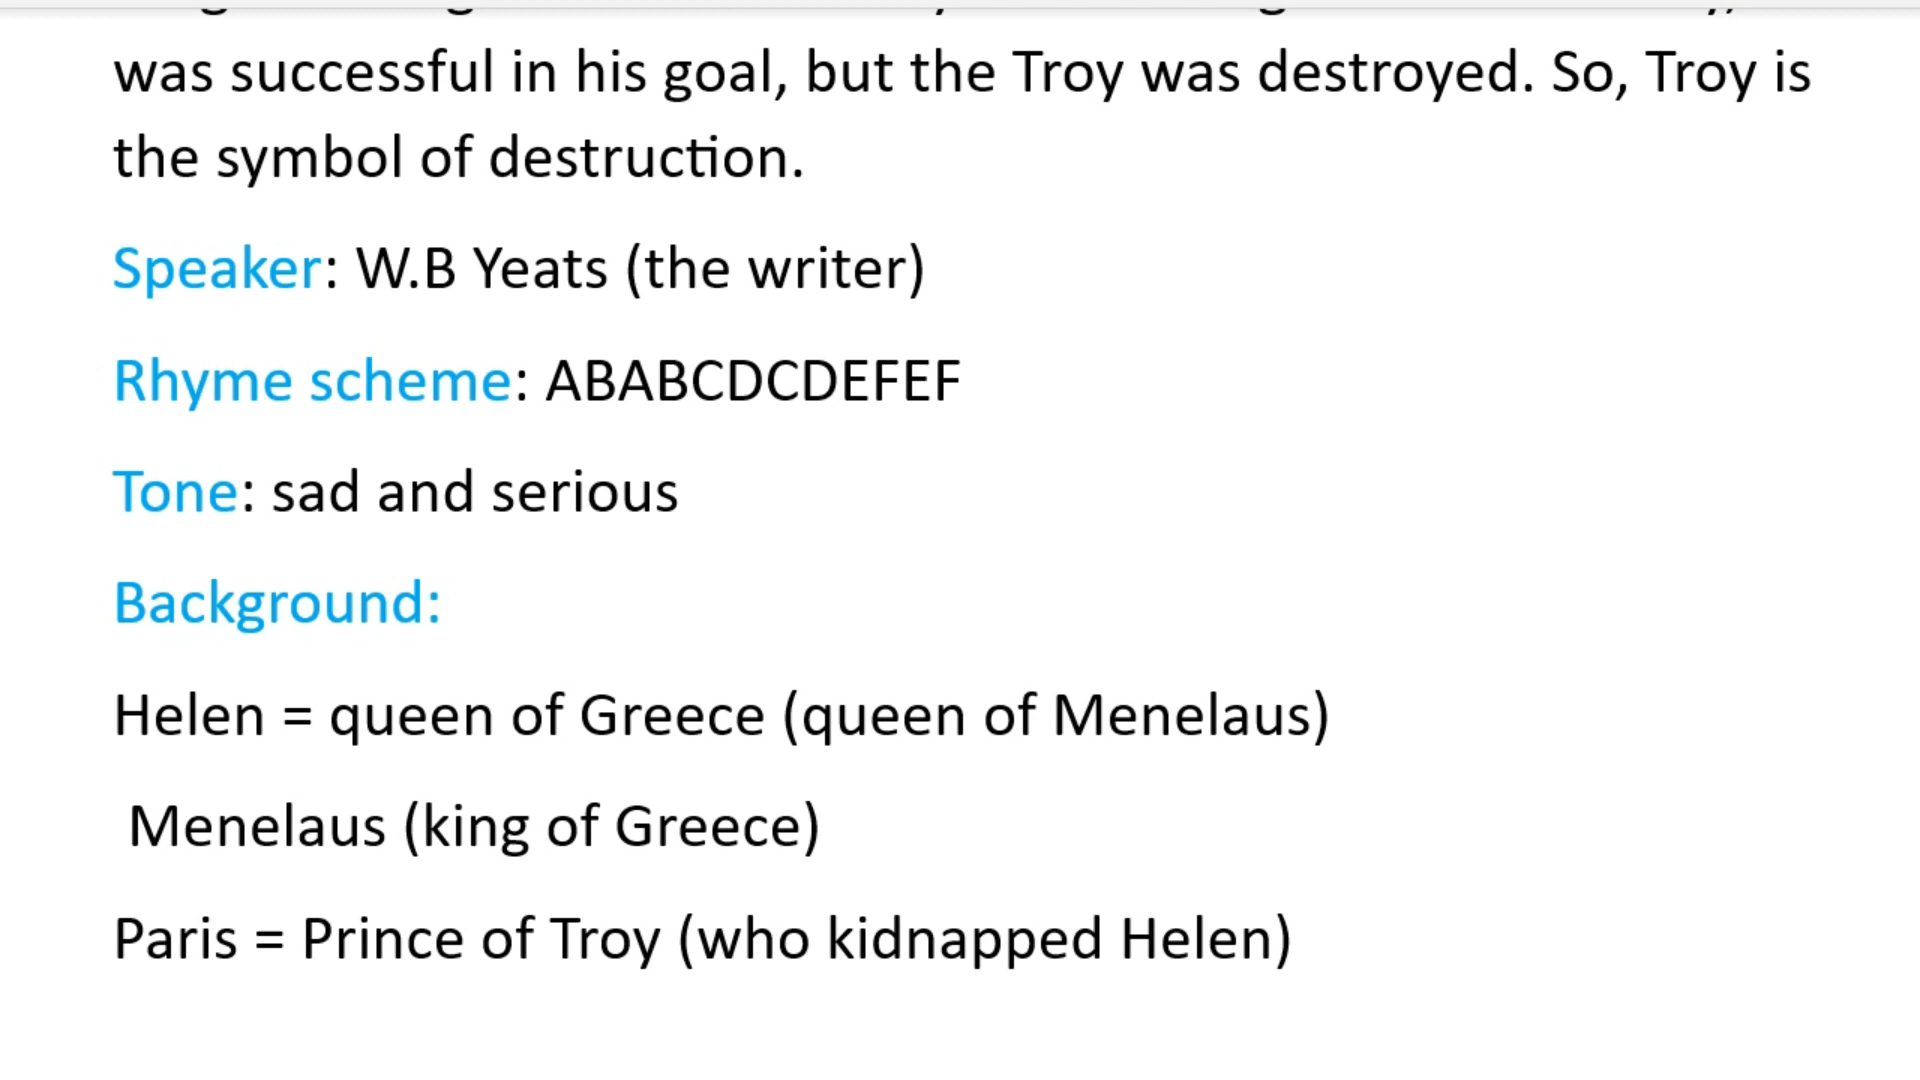 was successful in his goal, but the Troy was destroyed. So, Troy is
the symbol of destruction.
Speaker: W.B Yeats (the writer)
Rhyme scheme: ABABCDCDEFEF
Tone: sad and serious
Background:
Helen = queen of Greece (queen of Menelaus)
Menelaus (king of Greece)
Paris = Prince of Troy (who kidnapped Helen)